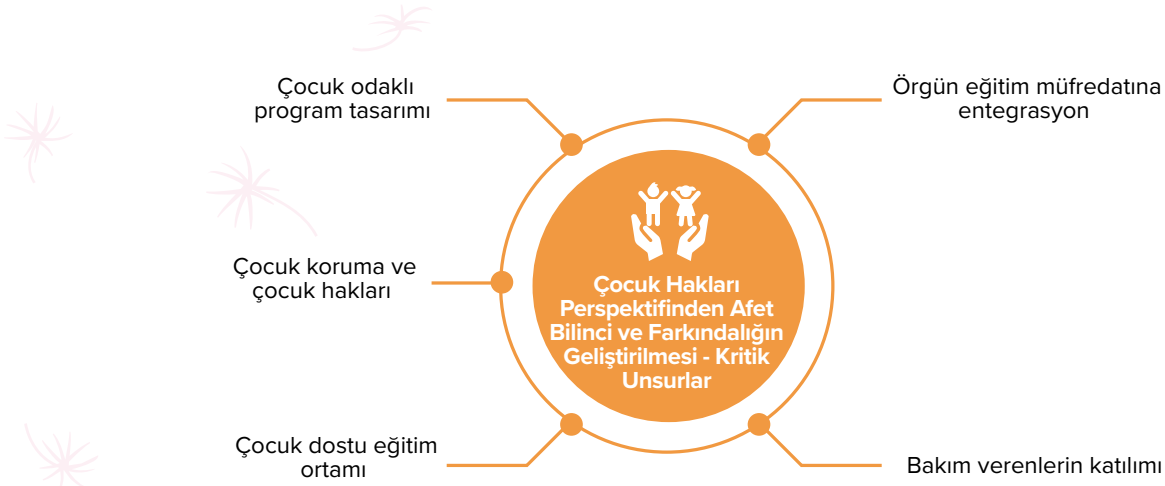 Çocuk odaklı
program tasarımı
Örgün eğitim müfredatına
entegrasyon
Çocuk koruma ve
çocuk hakları
Çocuk Hakları
Perspektifinden Afet
Bilinci ve Farkındalığın
Geliştirilmesi - Kritik
Unsurlar
Çocuk dostu eğitim
ortamı
Bakım verenlerin katılımı